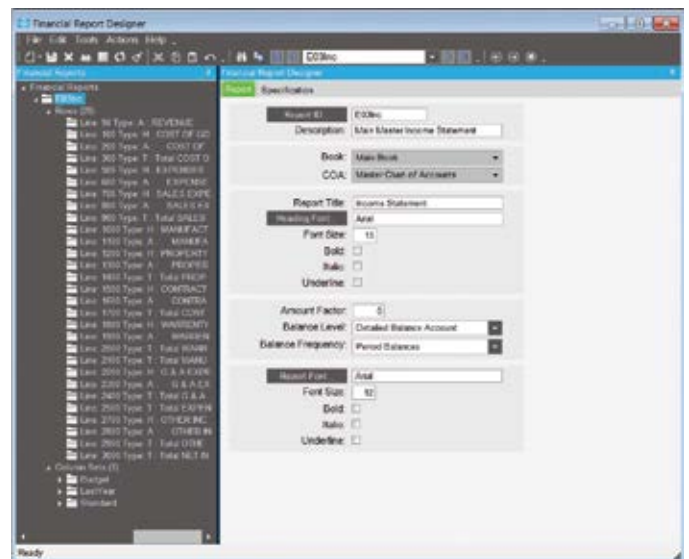 Financial Report Designer
File Edit Tools Actions Help
E03Inc
Financial Reports
Financial Report Designer
Financial Reports
E03Inc
Report Specification
Report ID E03Inc
Description: Main Master Income Statement
Book: Main Book
COA: Master Chart of Accounts
Report Title: Income Statement
Heading Font Arial
Font Size:
Bold:
Italic:
Underline:
Amount Factor: 0
Balance Level: Detailed Balance Account
Balance Frequency: Period Balances
Report Font Arial
Font Size:
Bold:
Italic:
Underline:
Line: 50 Type: A : REVENUE
Line: 100 Type: H : COST OF GO
Line: 200 Type: A : COST OF
Line: 300 Type: T : Total COST O
Line: 500 Type: H : EXPENSES
Line: 600 Type: A : EXPENSE
Line: 700 Type: H : SALES EXPE
Line: 800 Type: A : SALES EX
Line: 900 Type: T : Total SALES
Line: 1000 Type: H : MANUFACT
Line: 1100 Type: A : MANUFA
Line: 1200 Type: H : PROPERTY
Line: 1300 Type: A : PROPER
Line: 1400 Type: T : Total PROP
Line: 1500 Type: H : CONTRACT
Line: 1600 Type: A : CONTRA
Line: 1700 Type: T : Total CONT
Line: 1800 Type: H : WARRENTY
Line: 1900 Type: A : WARREN
Line: 2000 Type: T : Total WARR
Line: 2100 Type: T : Total MANU
Line: 2200 Type: H : G & A EXPE
Line: 2300 Type: A : G & A EX
Line: 2400 Type: T : Total G & A
Line: 2500 Type: T : Total EXPEN
Line: 2700 Type: H : OTHER INC
Line: 2800 Type: A : OTHER IN
Line: 2900 Type: T : Total OTHE
Line: 3000 Type: T : Total NET IN
Column Sets (3)
Budget
LastYear
Standard
Ready